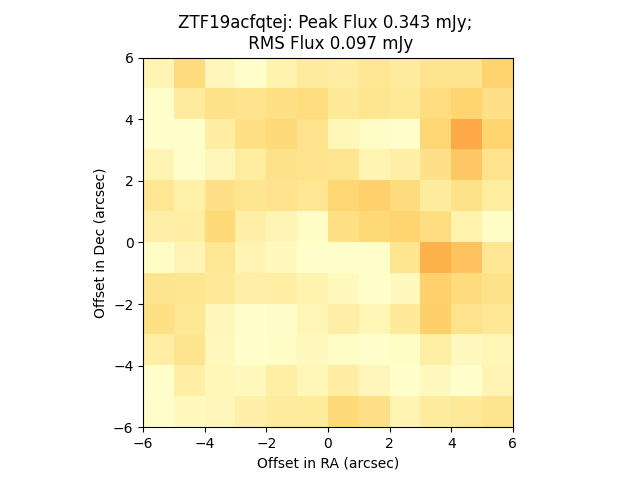 ZTF19acfqtej: Peak Flux 0.343 mJy;
RMS Flux 0.097 mJy
6
4
2
0
−2
−4
−6
Offset in Dec (arcsec)
−6 −4 −2 0 2 4 6
Offset in RA (arcsec)